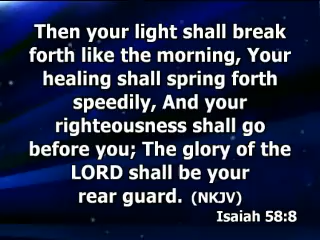 Then your light shall break
forth like the morning, Your
healing shall spring forth
speedily, And your
righteousness shall go
before you; The glory of the
LORD shall be your
rear guard. (NKJV)
Isaiah 58:8